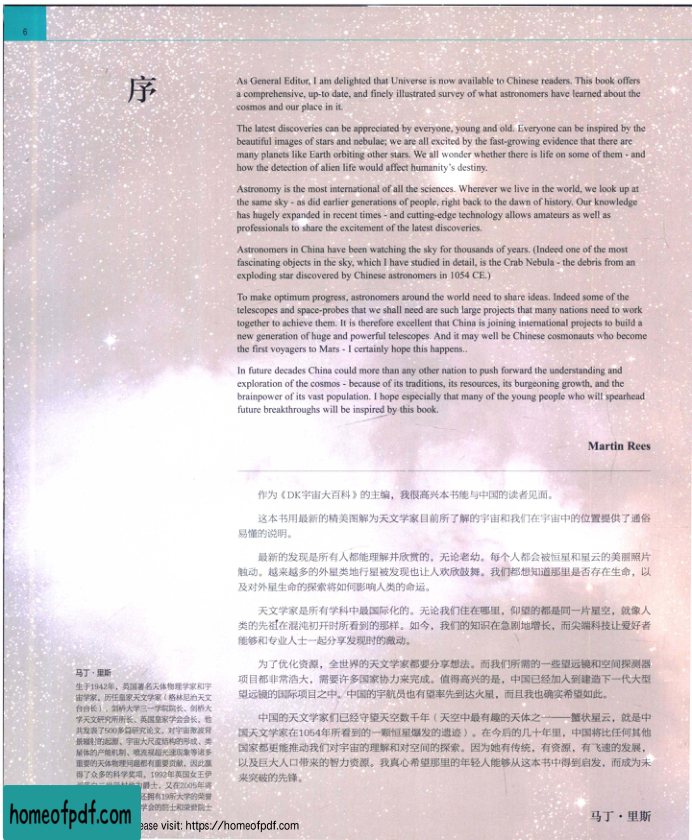 6
序
As General Editor, I am delighted that Universe is now available to Chinese readers. This book offers
a comprehensive, up-to date, and finely illustrated survey of what astronomers have learned about the
cosmos and our place in it.
The latest discoveries can be appreciated by everyone, young and old. Everyone can be inspired by the
beautiful images of stars and nebulae; we are all excited by the fast-growing evidence that there are
many planets like Earth orbiting other stars. We all wonder whether there is life on some of them - and
how the detection of alien life would affect humanity's destiny.
Astronomy is the most international of all the sciences. Wherever we live in the world, we look up at
the same sky - as did earlier generations of people, right back to the dawn of history. Our knowledge
has hugely expanded in recent times - and cutting-edge technology allows amateurs as well as
professionals to share the excitement of the latest discoveries.
Astronomers in China have been watching the sky for thousands of years. (Indeed one of the most
fascinating objects in the sky, which I have studied in detail, is the Crab Nebula - the debris from an
exploding star discovered by Chinese astronomers in 1054 CE.)
To make optimum progress, astronomers around the world need to share ideas. Indeed some of the
telescopes and space-probes that we shall need are such large projects that many nations need to work
together to achieve them. It is therefore excellent that China is joining international projects to build a
new generation of huge and powerful telescopes. And it may well be Chinese cosmonauts who become
the first voyagers to Mars - I certainly hope this happens..
In future decades China could more than any other nation to push forward the understanding and
exploration of the cosmos - because of its traditions, its resources, its burgeoning growth, and the
brainpower of its vast population. I hope especially that many of the young people who will spearhead
future breakthroughs will be inspired by this book.
Martin Rees
作为《DK宇宙大百科》的主编，我很高兴本书能与中国的读者见面。
这本书用最新的精美图解为天文学家目前所了解的宇宙和我们在宇宙中的位置提供了通俗
易懂的说明。
最新的发现是所有人都能理解并欣赏的，无论老幼。每个人都会被恒星和星云的美丽照片
触动。越来越多的外星类地行星被发现也让人欢欣鼓舞。我们都想知道那里是否存在生命，以
及对外星生命的探索将如何影响人类的命运。
天文学家是所有学科中最国际化的。无论我们住在哪里，仰望的都是同一片星空，就像人
类的先祖在混沌初开时所看到的那样。如今，我们的知识在急剧地增长，而尖端科技让爱好者
能够和专业人士一起分享发现时的激动。
为了优化资源，全世界的天文学家都要分享想法。而我们所需的一些望远镜和空间探测器
项目都非常浩大，需要许多国家协力来完成。值得高兴的是，中国已经加入到建造下一代大型
望远镜的国际项目之中。中国的宇航员也有望率先到达火星，而且我也确实希望如此。
中国的天文学家们已经守望天空数千年（天空中最有趣的天体之一——蟹状星云，就是中
国天文学家在1054年所看到的一颗恒星爆发的遗迹）。在今后的几十年里，中国将比任何其他
国家都更能推动我们对宇宙的理解和对空间的探索。因为她有传统，有资源，有飞速的发展，
以及巨大人口带来的智力资源。我真心希望那里的年轻人能够从这本书中得到启发，而成为未
来突破的先锋。
马丁·里斯
马丁·里斯
生于1942年，英国著名天体物理学家和宇
宙学家。历任皇家天文学家（格林尼治天文
台台长）、剑桥大学三一学院院长、剑桥大
学天文研究所所长、英国皇家学会会长。他
共发表了500多篇研究论文，对宇宙微波背
景辐射的起源、宇宙大尺度结构的形成、类
星体的产能机制、喷流视超光速现象等诸多
重要的天体物理问题都有重要贡献，因此赢
得了众多的科学奖项。1992年英国女王伊
爵士，又在2005年将
还拥有19所大学的荣誉
学会的院士和荣誉院士
homeofpdf.com
ease visit: https://homeofpdf.com